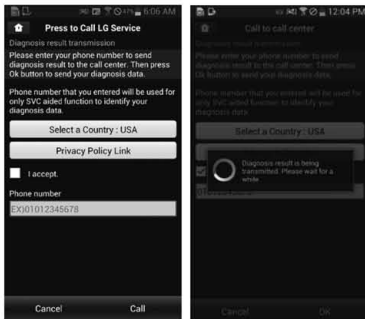 6:06 AM
Press to Call LG Service
Diagnosis result transmission
Please enter your phone number to send
diagnosis result to the call center. Then press
Ok button to send your diagnosis data.
Phone number that you entered will be used for
only SVC aided function to identify your
diagnosis data.
Select a Country : USA
Privacy Policy Link
I accept.
Phone number
EX)01012345678
Cancel
Call
12:04 PM
Call to call center
Diagnosis result transmission
Please enter your phone number to send
diagnosis result to the call center. Then press
Ok button to send your diagnosis data.
Phone number that you entered will be used for
only SVC aided function to identify your
diagnosis data.
Select a Country : USA
Diagnosis result is being
transmitted. Please wait for a
while.
Cancel
OK